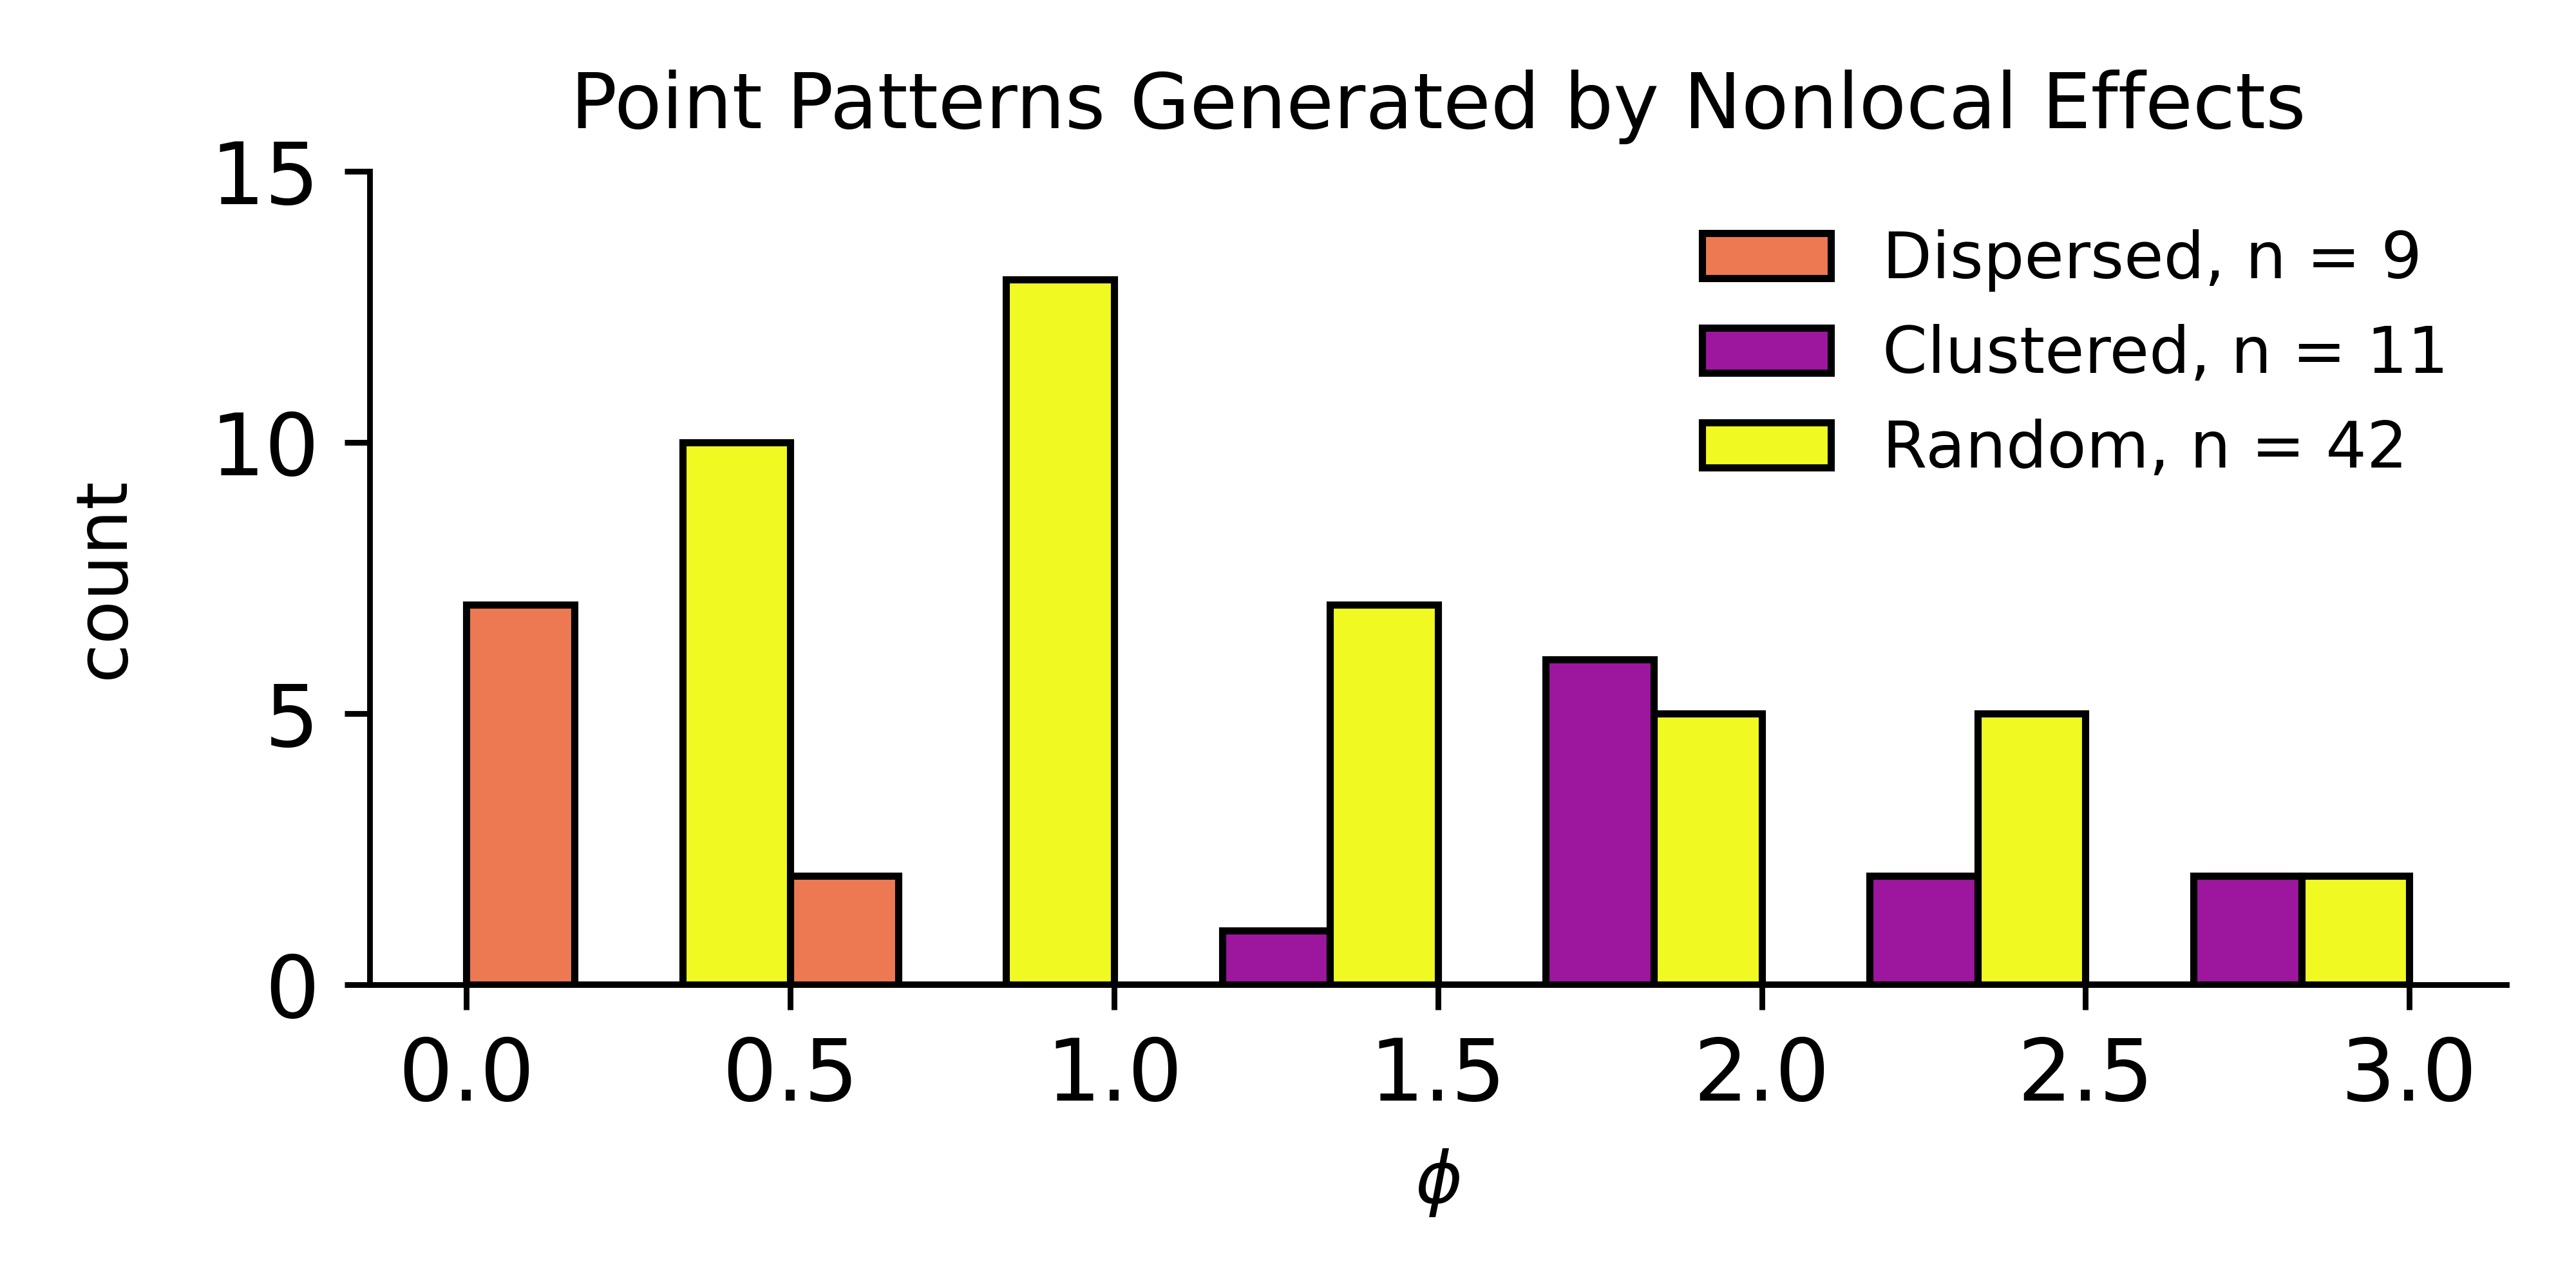 Point Patterns Generated by Nonlocal Effects
15
10
5
0
count
Dispersed, n = 9
Clustered, n = 11
Random, n = 42
0.0 0.5 1.0 1.5 2.0 2.5 3.0
ϕ